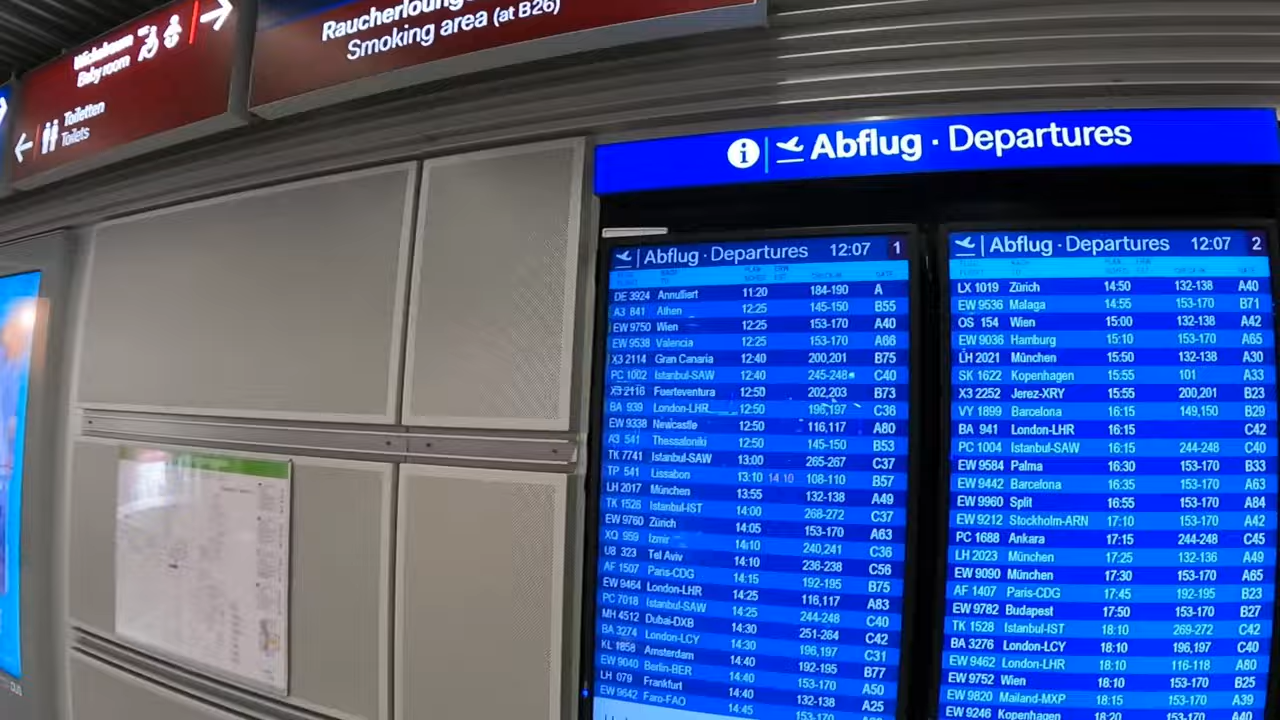 Wickelraum
Baby room
Toiletten
Toilets
Raucherlounge
Smoking area (at B26)
i Abflug · Departures
Abflug · Departures 12:07 1
DE 3924 Annulliert 11:20 184-190 A
A3 841 Athen 12:25 145-150 B55
EW 9750 Wien 12:25 153-170 A40
EW 9538 Valencia 12:25 153-170 A66
X3 2114 Gran Canaria 12:40 200,201 B75
PC 1002 Istanbul-SAW 12:40 245-248 C40
X3 2116 Fuerteventura 12:50 202,203 B73
BA 939 London-LHR 12:50 196,197 C36
EW 9338 Newcastle 12:50 116,117 A80
A3 541 Thessaloniki 12:50 145-150 B53
TK 7741 Istanbul-SAW 13:00 265-267 C37
TP 541 Lissabon 13:10 14:10 108-110 B57
LH 2017 München 13:55 132-138 A49
TK 1526 Istanbul-IST 14:00 268-272 C37
EW 9760 Zürich 14:05 153-170 A63
XQ 959 Izmir 14:10 240,241 C36
U8 323 Tel Aviv 14:10 236-238 C56
AF 1507 Paris-CDG 14:15 192-195 B75
EW 9464 London-LHR 14:25 116,117 A83
PC 7018 Istanbul-SAW 14:25 244-248 C40
MH 4512 Dubai-DXB 14:30 251-264 C42
BA 3274 London-LCY 14:30 196,197 C31
KL 1858 Amsterdam 14:40 192-195 B77
EW 9040 Berlin-BER 14:40 153-170 A50
LH 079 Frankfurt 14:40 132-138 A25
EW 9642 Faro-FAO 14:45 153-170
Abflug · Departures 12:07 2
LX 1019 Zürich 14:50 132-138 A40
EW 9536 Malaga 14:55 153-170 B71
OS 154 Wien 15:00 132-138 A42
EW 9036 Hamburg 15:10 153-170 A65
LH 2021 München 15:50 132-138 A30
SK 1622 Kopenhagen 15:55 101 A33
X3 2252 Jerez-XRY 15:55 200,201 B23
VY 1899 Barcelona 16:15 149,150 B29
BA 941 London-LHR 16:15 C42
PC 1004 Istanbul-SAW 16:15 244-248 C40
EW 9584 Palma 16:30 153-170 B33
EW 9442 Barcelona 16:35 153-170 A63
EW 9960 Split 16:55 153-170 A84
EW 9212 Stockholm-ARN 17:10 153-170 A42
PC 1688 Ankara 17:15 244-248 C45
LH 2023 München 17:25 132-136 A49
EW 9090 München 17:30 153-170 A65
AF 1407 Paris-CDG 17:45 192-195 B23
EW 9782 Budapest 17:50 153-170 B27
TK 1528 Istanbul-IST 18:10 269-272 C42
BA 3276 London-LCY 18:10 196,197 C40
EW 9462 London-LHR 18:10 116-118 A80
EW 9752 Wien 18:10 153-170 B25
EW 9820 Mailand-MXP 18:15 153-170 A39
EW 9246 Kopenhagen 18:20 153-170 A40